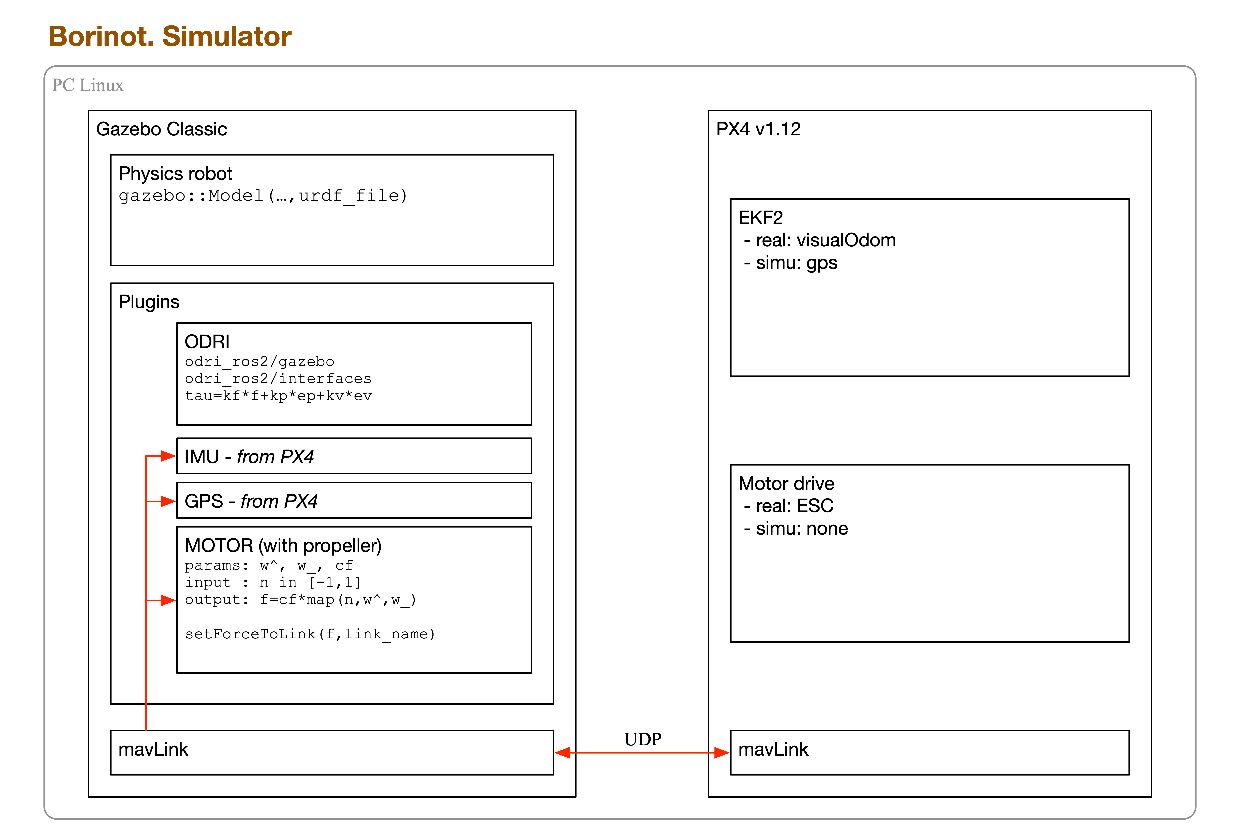 Borinot. Simulator
PC Linux
Gazebo Classic
Physics robot
gazebo::Model(…,urdf_file)
Plugins
ODRI
odri_ros2/gazebo
odri_ros2/interfaces
tau=kf*f+kp*ep+kv*ev
IMU - from PX4
GPS - from PX4
MOTOR (with propeller)
params: w^, w_, cf
input : n in [-1,1]
output: f=cf*map(n,w^,w_)
setForceToLink(f,link_name)
mavLink
UDP
PX4 v1.12
EKF2
- real: visualOdom
- simu: gps
Motor drive
- real: ESC
- simu: none
mavLink